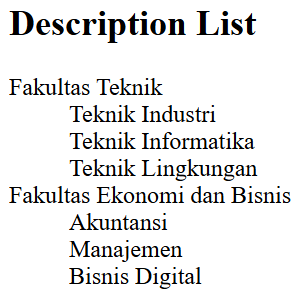 Description List
Fakultas Teknik
Teknik Industri
Teknik Informatika
Teknik Lingkungan
Fakultas Ekonomi dan Bisnis
Akuntansi
Manajemen
Bisnis Digital